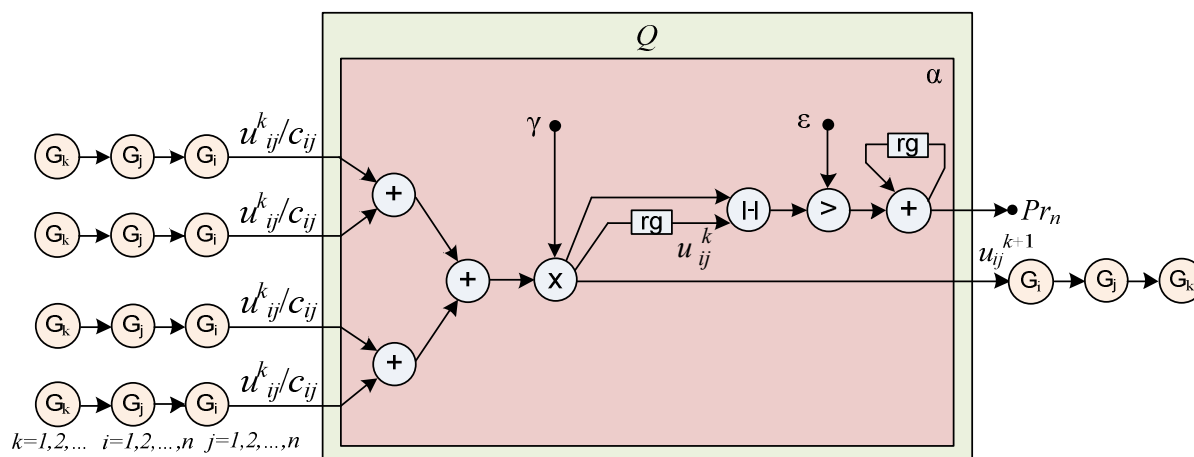 Q
α
G_k G_j G_i u^k_ij/c_ij
γ
ε
rg
+
G_k G_j G_i u^k_ij/c_ij
rg
|-|
>
+
Pr_n
u_ij^k
+
x
u_ij^k+1
G_i G_j G_k
G_k G_j G_i u^k_ij/c_ij
+
G_k G_j G_i u^k_ij/c_ij
k=1,2,... i=1,2,...,n j=1,2,...,n